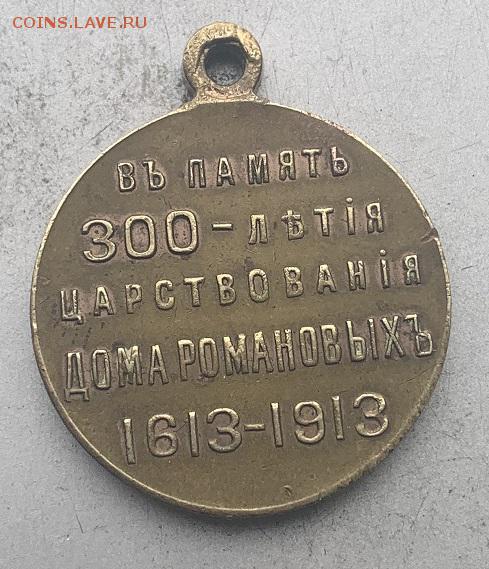 COINS.LAVE.RU
ВЪ ПАМЯТЬ
300-ЛѢТІЯ
ЦАРСТВОВАНІЯ
ДОМА РОМАНОВЫХЪ
1613-1913